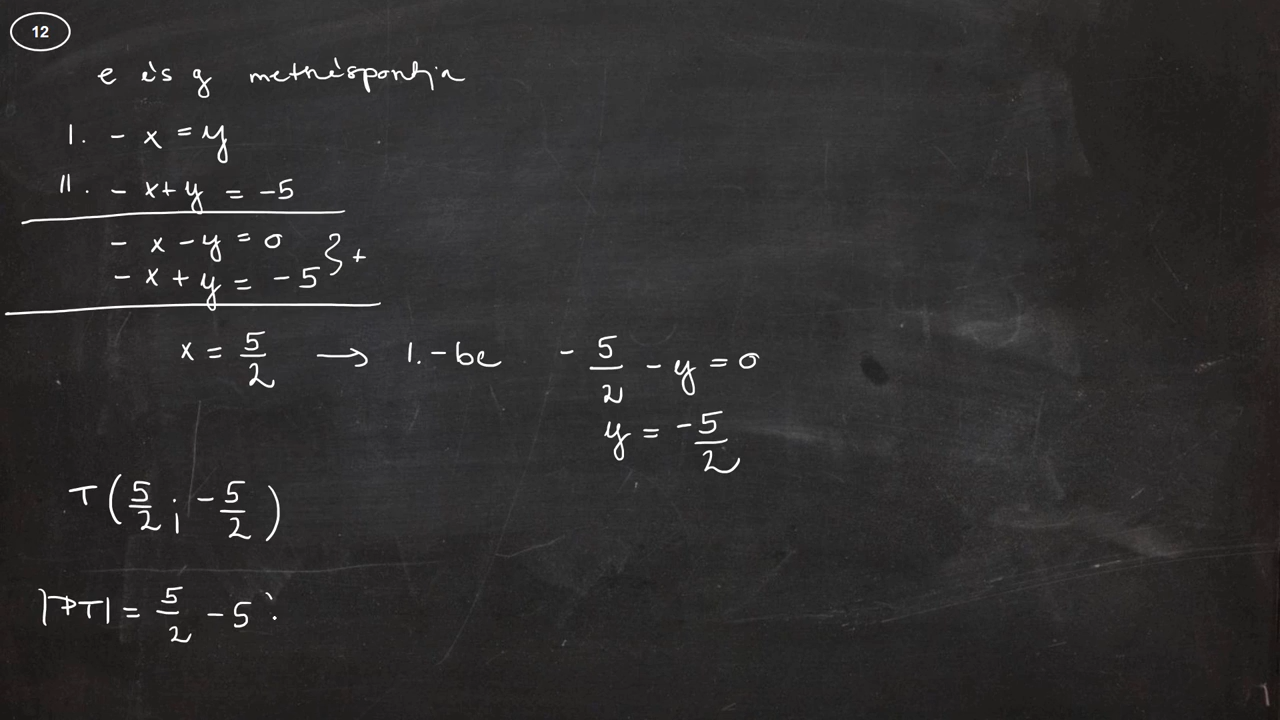 12
e és g metméspontja
I. - x = y
II. - x + y = -5
- x - y = 0
- x + y = -5 } +
x = 5/2 → I. - be - 5/2 - y = 0
y = - 5/2
T ( 5/2 ; - 5/2 )
|PT| = 5/2 - 5